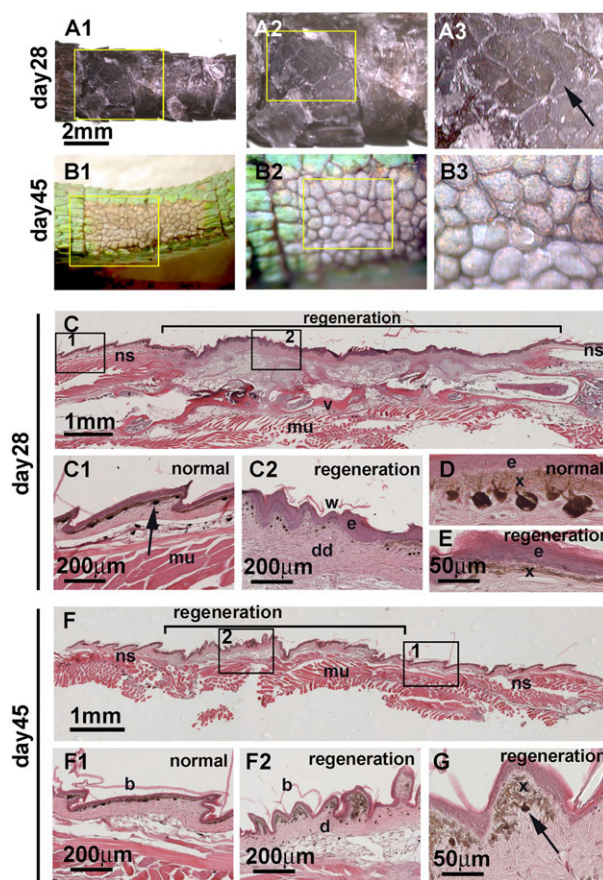 day28
A1
2mm
A2
A3
day45
B1
B2
B3
day28
C
regeneration
1
2
ns
ns
v
mu
1mm
C1
normal
mu
200μm
C2
regeneration
w
e
dd
200μm
D
e
normal
x
E
regeneration
e
x
50μm
day45
F
regeneration
2
1
ns
mu
ns
1mm
F1
normal
b
200μm
F2
regeneration
b
d
200μm
G
regeneration
x
50μm